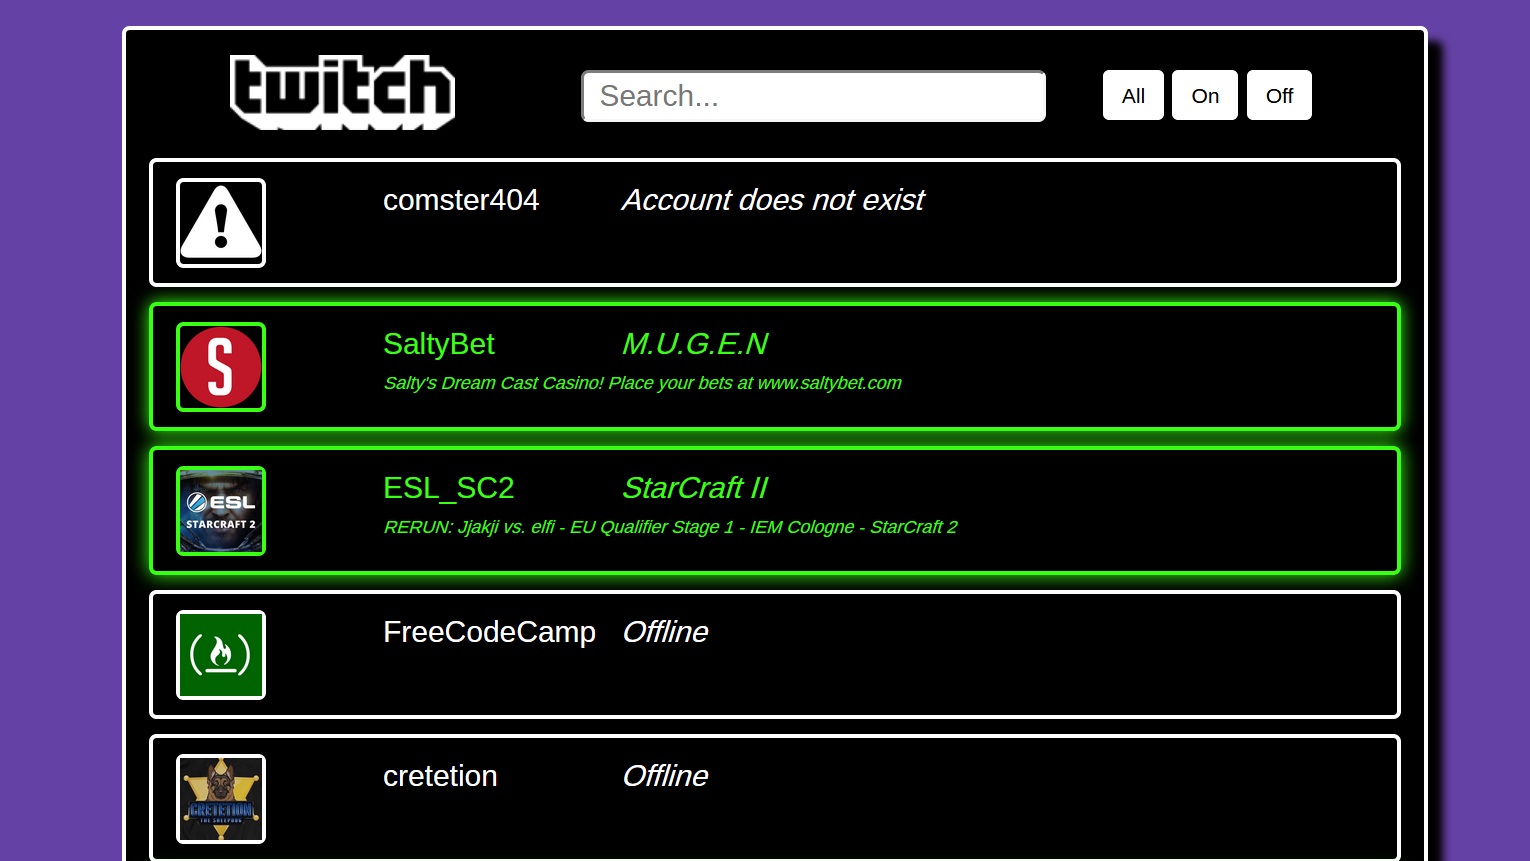 twitch
Search...
All
On
Off
comster404
Account does not exist
S
SaltyBet
M.U.G.E.N
Salty's Dream Cast Casino! Place your bets at www.saltybet.com
ESL
STARCRAFT 2
ESL_SC2
StarCraft II
RERUN: Jjakji vs. elfi - EU Qualifier Stage 1 - IEM Cologne - StarCraft 2
FreeCodeCamp
Offline
CRETETION
THE SHEEPDOG
cretetion
Offline